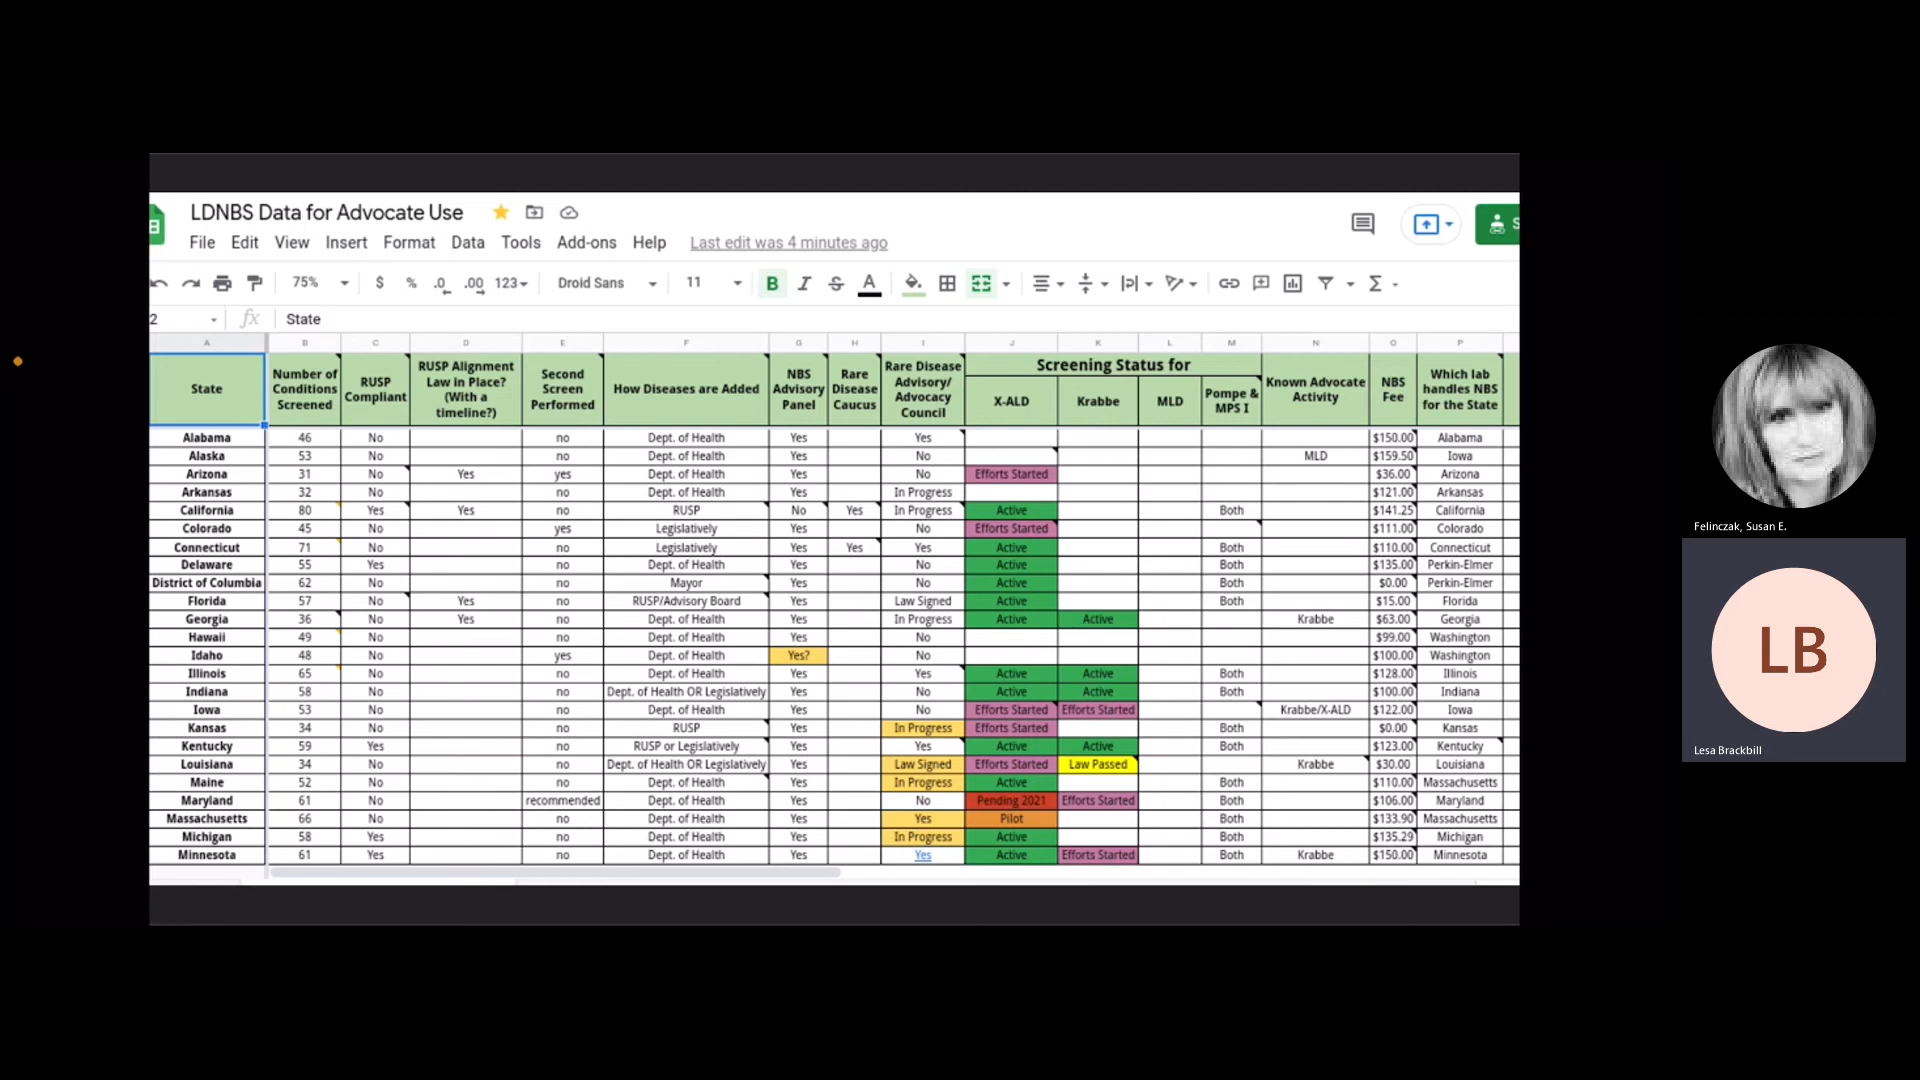 LDNBS Data for Advocate Use
File Edit View Insert Format Data Tools Add-ons Help Last edit was 4 minutes ago
S
75% $ % .0 .00 123 Droid Sans 11 B I S A
2 fx State
A B C D E F G H I J K L M N O P
State Number of Conditions Screened RUSP Compliant RUSP Alignment Law in Place? (With a timeline?) Second Screen Performed How Diseases are Added NBS Advisory Panel Rare Disease Caucus Rare Disease Advisory/ Advocacy Council Screening Status for X-ALD Krabbe MLD Pompe & MPS I Known Advocate Activity NBS Fee Which lab handles NBS for the State
Alabama 46 No no Dept. of Health Yes Yes $150.00 Alabama
Alaska 53 No no Dept. of Health Yes No MLD $159.50 Iowa
Arizona 31 No Yes yes Dept. of Health Yes No Efforts Started $36.00 Arizona
Arkansas 32 No no Dept. of Health Yes In Progress $121.00 Arkansas
California 80 Yes Yes no RUSP No Yes In Progress Active Both $141.25 California
Colorado 45 No yes Legislatively Yes No Efforts Started $111.00 Colorado
Connecticut 71 No no Legislatively Yes Yes Yes Active Both $110.00 Connecticut
Delaware 55 Yes no Dept. of Health Yes No Active Both $135.00 Perkin-Elmer
District of Columbia 62 No no Mayor Yes No Active Both $0.00 Perkin-Elmer
Florida 57 No Yes no RUSP/Advisory Board Yes Law Signed Active Both $15.00 Florida
Georgia 36 No Yes no Dept. of Health Yes In Progress Active Active Krabbe $63.00 Georgia
Hawaii 49 No no Dept. of Health Yes No $99.00 Washington
Idaho 48 No yes Dept. of Health Yes? No $100.00 Washington
Illinois 65 No no Dept. of Health Yes Yes Active Active Both $128.00 Illinois
Indiana 58 No no Dept. of Health OR Legislatively Yes No Active Active Both $100.00 Indiana
Iowa 53 No no Dept. of Health Yes No Efforts Started Efforts Started Krabbe/X-ALD $122.00 Iowa
Kansas 34 No no RUSP Yes In Progress Efforts Started Both $0.00 Kansas
Kentucky 59 Yes no RUSP or Legislatively Yes Yes Active Active Both $123.00 Kentucky
Louisiana 34 No no Dept. of Health OR Legislatively Yes Law Signed Efforts Started Law Passed Krabbe $30.00 Louisiana
Maine 52 No no Dept. of Health Yes In Progress Active Both $110.00 Massachusetts
Maryland 61 No recommended Dept. of Health Yes No Pending 2021 Efforts Started Both $106.00 Maryland
Massachusetts 66 No no Dept. of Health Yes Yes Pilot Both $133.90 Massachusetts
Michigan 58 Yes no Dept. of Health Yes In Progress Active Both $135.29 Michigan
Minnesota 61 Yes no Dept. of Health Yes Yes Active Efforts Started Both Krabbe $150.00 Minnesota
Felinczak, Susan E.
LB
Lesa Brackbill